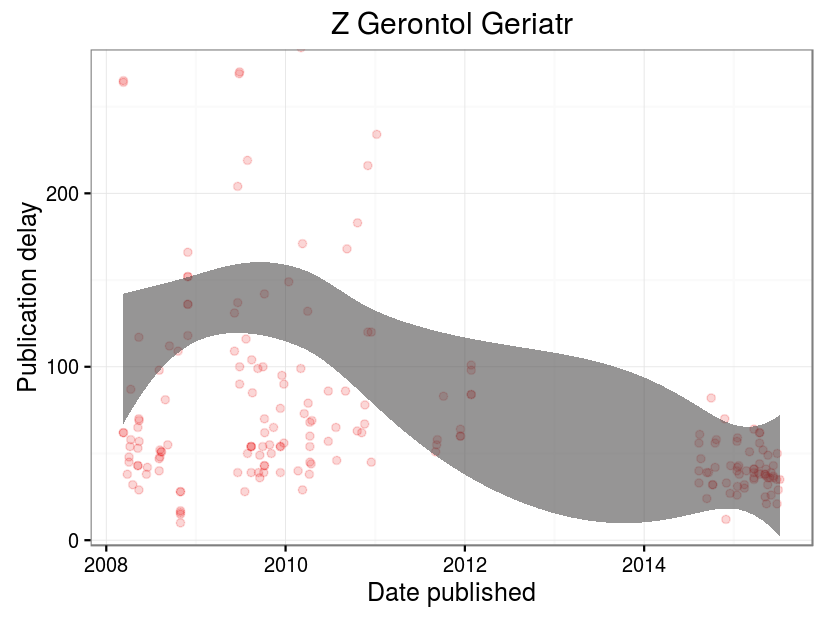 Z Gerontol Geriatr
Publication delay
200
100
0
2008 2010 2012 2014
Date published